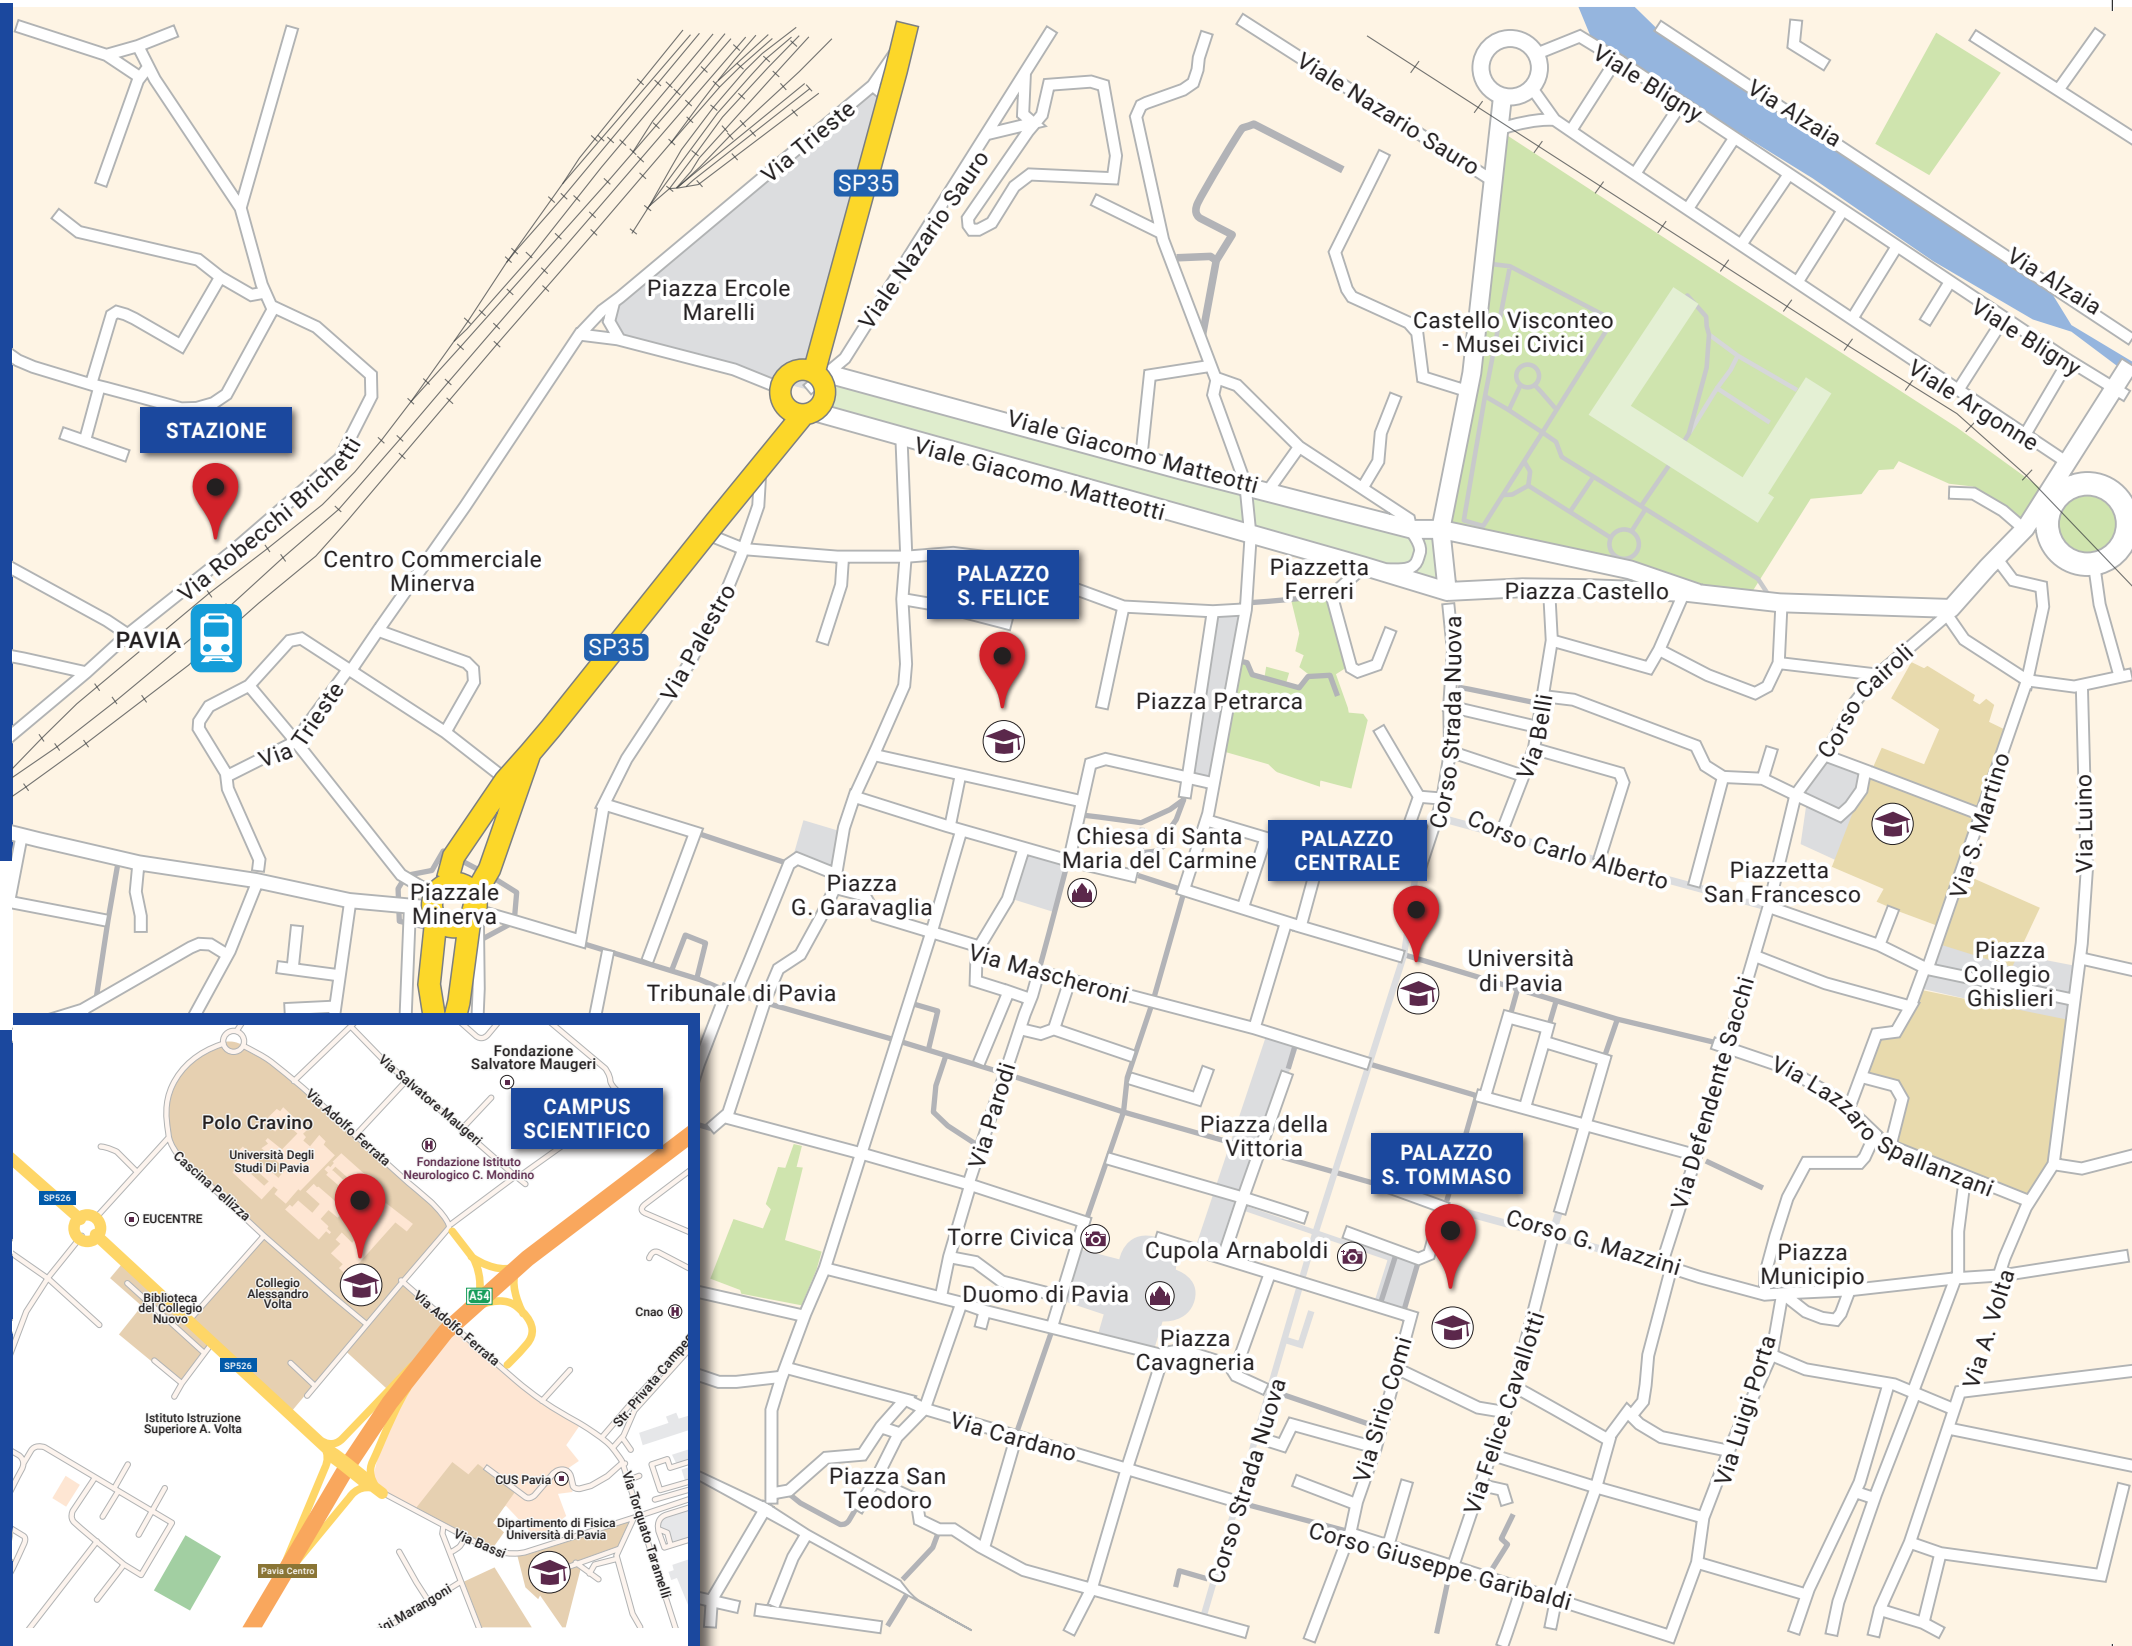 Via Trieste
SP35
Viale Nazario Sauro
Viale Nazario Sauro
Viale Bligny
Via Alzaia
Via Alzaia
Viale Bligny
Viale Argonne
Piazza Ercole
Marelli
Castello Visconteo
- Musei Civici
STAZIONE
Via Robecchi Brichetti
PAVIA
Centro Commerciale
Minerva
Viale Giacomo Matteotti
Viale Giacomo Matteotti
PALAZZO
S. FELICE
Piazzetta
Ferreri
Piazza Castello
SP35
Via Palestro
Via Trieste
Piazza Petrarca
Corso Strada Nuova
Via Belli
Corso Cairoli
Via S. Martino
Via Luino
Chiesa di Santa
Maria del Carmine
PALAZZO
CENTRALE
Corso Carlo Alberto
Piazzetta
San Francesco
Piazzale
Minerva
Piazza
G. Garavaglia
Via Mascheroni
Università
di Pavia
Piazza
Collegio
Ghislieri
Tribunale di Pavia
Via Defendente Sacchi
Via Lazzaro Spallanzani
Via Parodi
Piazza della
Vittoria
PALAZZO
S. TOMMASO
Corso G. Mazzini
Piazza
Municipio
Torre Civica
Cupola Arnaboldi
Duomo di Pavia
Piazza
Cavagneria
Via A. Volta
Via Luigi Porta
Via Felice Cavallotti
Via Sirio Comi
Corso Strada Nuova
Via Cardano
Piazza San
Teodoro
Corso Giuseppe Garibaldi
Fondazione
Salvatore Maugeri
CAMPUS
SCIENTIFICO
Via Salvatore Maugeri
Via Adolfo Ferrata
Polo Cravino
Università Degli
Studi Di Pavia
Fondazione Istituto
Neurologico C. Mondino
Cascina Pellizza
SP526
EUCENTRE
Collegio
Alessandro
Volta
Biblioteca
del Collegio
Nuovo
A54
Via Adolfo Ferrata
Cnao
SP526
Str. Privata Campe
Istituto Istruzione
Superiore A. Volta
CUS Pavia
Via Torquato Taramelli
Dipartimento di Fisica
Università di Pavia
Via Bassi
Pavia Centro
igi Marangoni